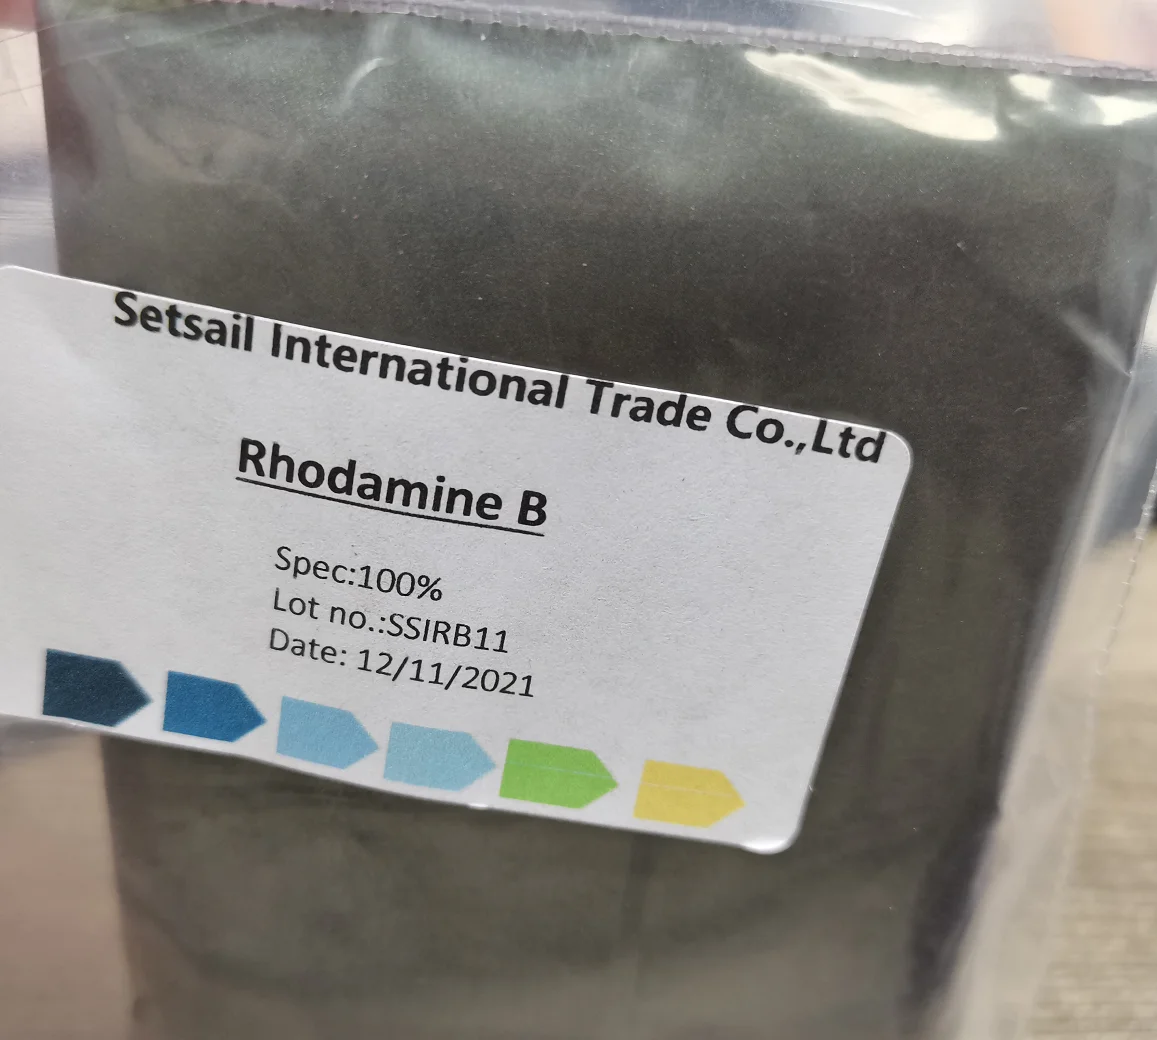 Setsail International Trade Co.,Ltd
Rhodamine B
Spec:100%
Lot no.:SSIRB11
Date: 12/11/2021